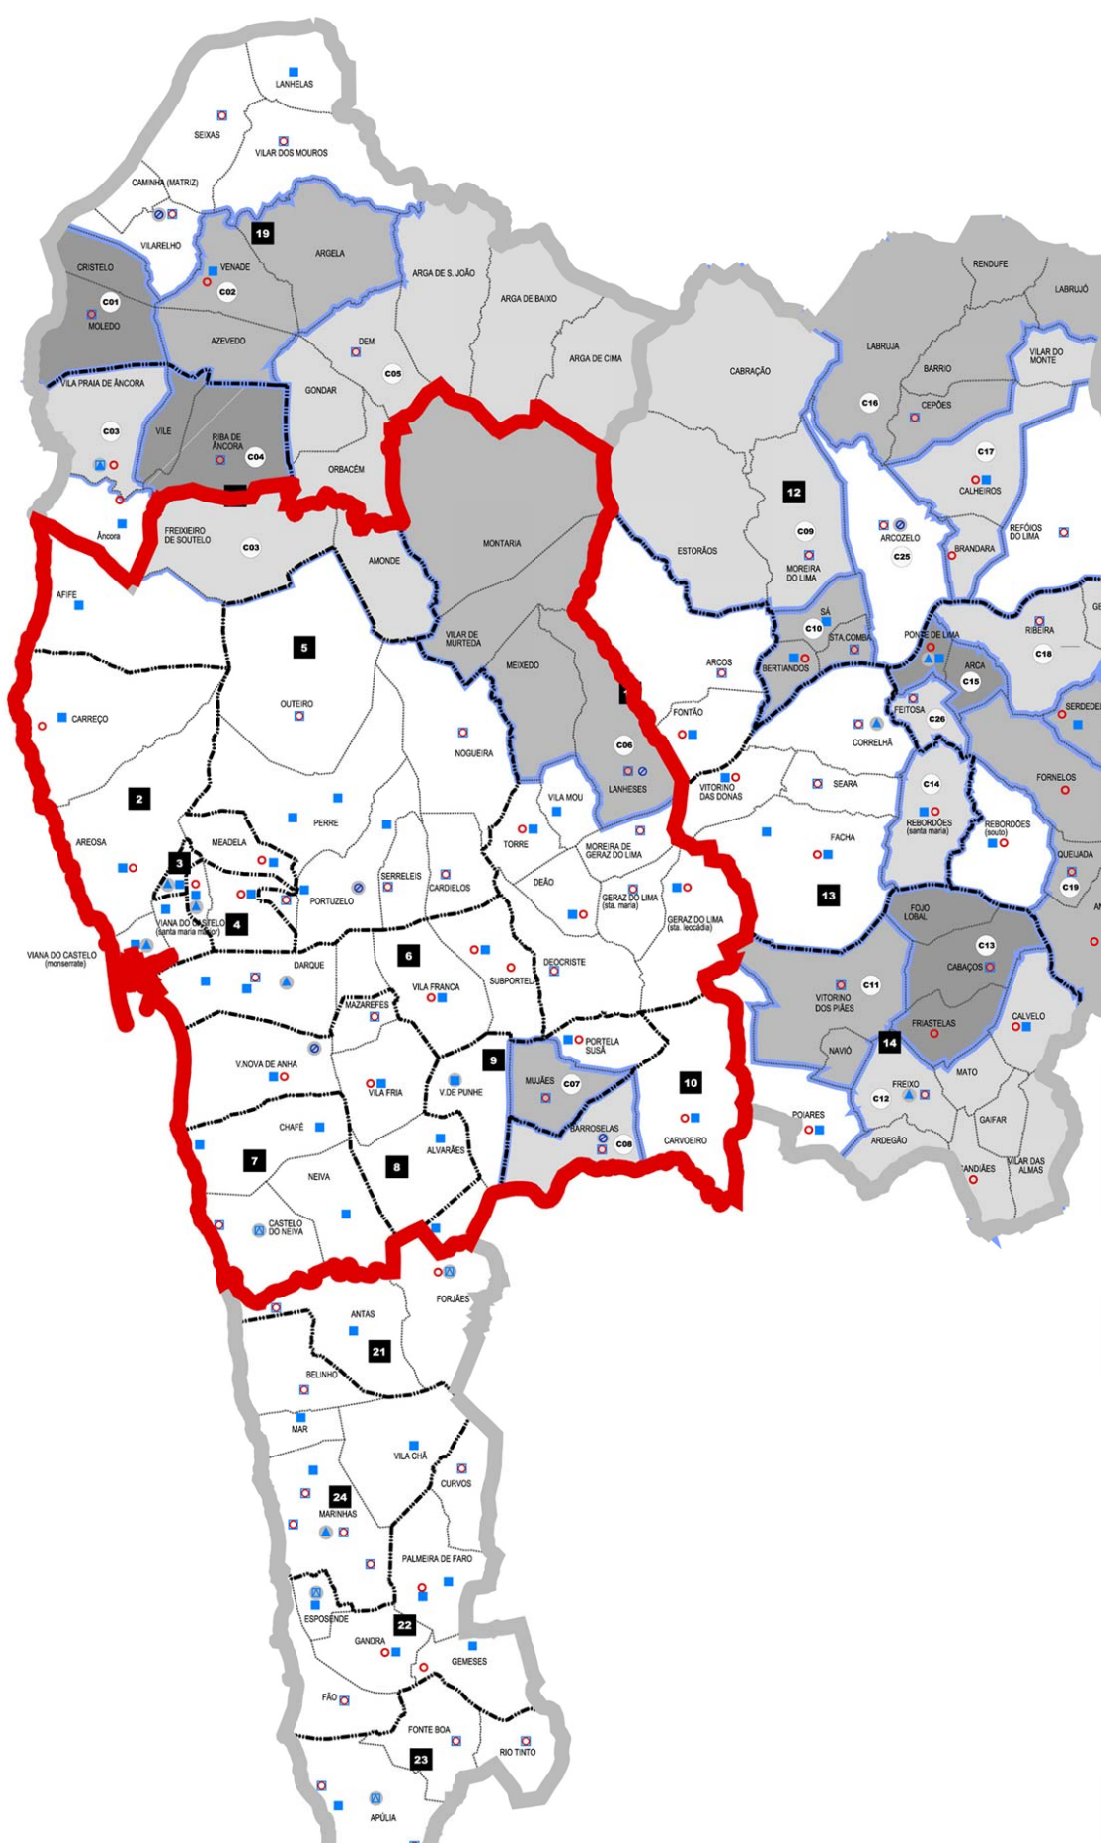 LANHELAS
SEIXAS
VILAR DOS MOUROS
CAMINHA (MATRIZ)
VILARELHO
19
CRISTELO
VENADE
ARGELA
ARGA DE S. JOÃO
RENDUFE
C01
C02
LABRUJÓ
MOLEDO
ARGA DE BAIXO
AZEVEDO
DEM
LABRUJA
VILAR DO
MONTE
ARGA DE CIMA
BARRIO
C05
CABRAÇÃO
VILA PRAIA DE ÂNCORA
GONDAR
C16
CEPÕES
C03
VILE
RIBA DE
ÂNCORA
C04
C17
ORBACÉM
12
CALHEIROS
Âncora
FREIXIEIRO
DE SOUTELO
C03
C09
ARCOZELO
REFÓIOS
DO LIMA
MONTARIA
ESTORÃOS
C25
BRANDARA
AMONDE
MOREIRA
DO LIMA
AFIFE
SÁ
C10
RIBEIRA
VILAR DE
MURTEDA
STA.COMBA
PONTE DE LIMA
5
MEIXEDO
ARCOS
BERTIANDOS
ARCA
C18
C15
OUTEIRO
FEITOSA
SERDEDEL
CARREÇO
FONTÃO
C26
NOGUEIRA
C06
CORRELHÃ
FORNELOS
LANHESES
VITORINO
DAS DONAS
SEARA
C14
2
VILA MOU
REBORDÕES
(santa maria)
REBORDÕES
(souto)
PERRE
TORRE
FACHA
AREOSA
MEADELA
MOREIRA DE
GERAZ DO LIMA
QUEIJADA
3
SERRELEIS
CARDIELOS
DEÃO
C19
PORTUZELO
GERAZ DO LIMA
(sta. maria)
13
FOJO
LOBAL
VIANA DO CASTELO
(santa maria maior)
4
GERAZ DO LIMA
(sta. leocádia)
C13
VIANA DO CASTELO
(monserrate)
6
DARQUE
DEOCRISTE
CABAÇOS
VILA FRANCA
SUBPORTELA
C11
MAZAREFES
VITORINO
DOS PIÃES
CALVELO
FRIASTELAS
PORTELA
SUSÃ
14
NAVIÓ
V.NOVA DE ANHA
9
MATO
MUJÃES
C07
10
VILA FRIA
V.DE PUNHE
C12
FREIXO
POIARES
GAIFAR
CHAFÉ
BARROSELAS
C08
CARVOEIRO
ARDEGÃO
ALVARÃES
7
8
VILAR DAS
ALMAS
NEIVA
CASTELO
DO NEIVA
FORJÃES
ANTAS
21
BELINHO
MAR
VILA CHÃ
CURVOS
24
MARINHAS
PALMEIRA DE FARO
ESPOSENDE
22
GANDRA
GEMESES
FÃO
FONTE BOA
RIO TINTO
23
APÚLIA